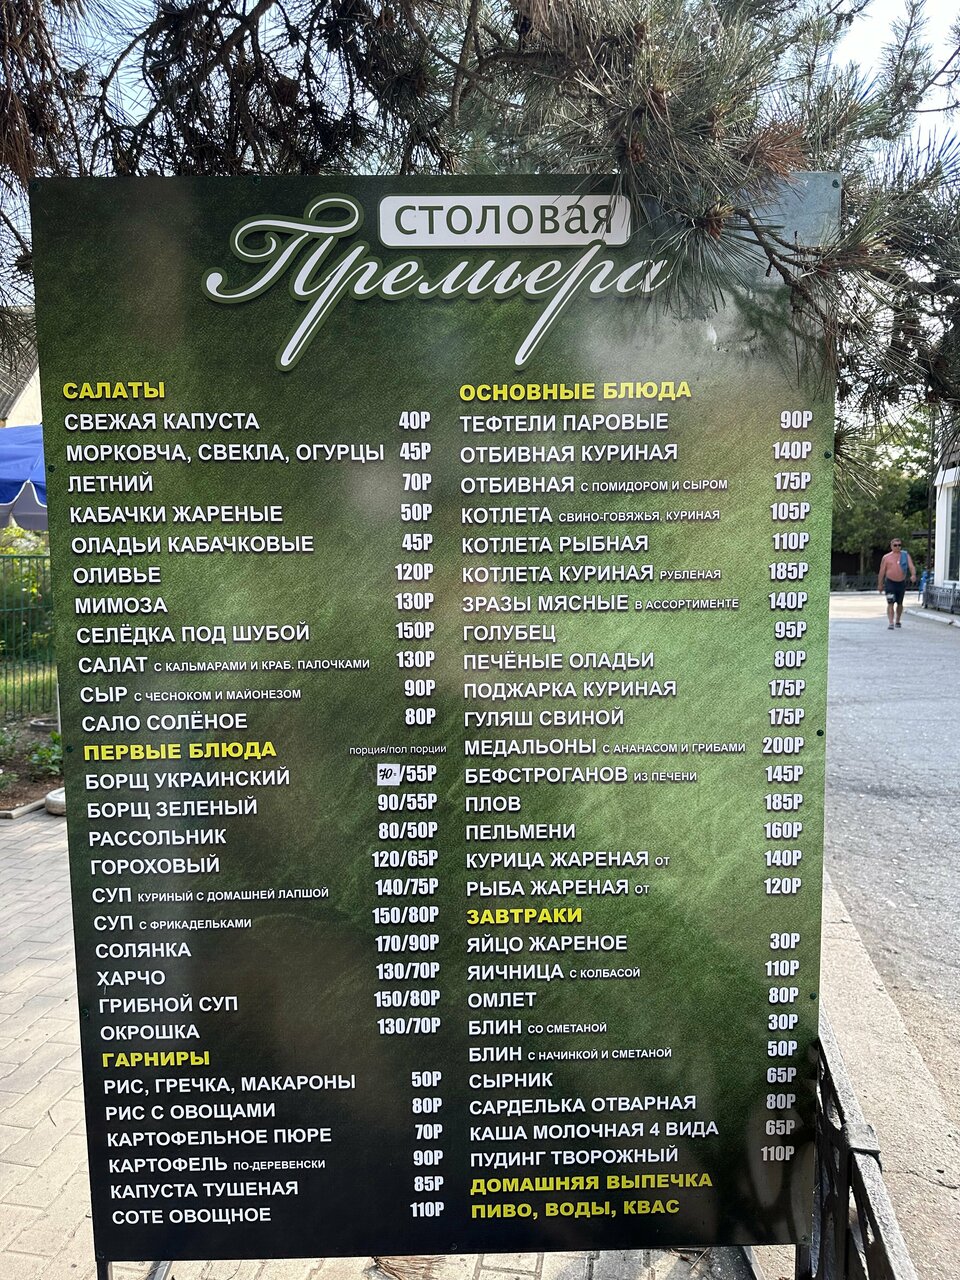 СТОЛОВАЯ
Премьера
САЛАТЫ
СВЕЖАЯ КАПУСТА 40Р
МОРКОВЧА, СВЕКЛА, ОГУРЦЫ 45Р
ЛЕТНИЙ 70Р
КАБАЧКИ ЖАРЕНЫЕ 50Р
ОЛАДЬИ КАБАЧКОВЫЕ 45Р
ОЛИВЬЕ 120Р
МИМОЗА 130Р
СЕЛЁДКА ПОД ШУБОЙ 150Р
САЛАТ С КАЛЬМАРАМИ И КРАБ. ПАЛОЧКАМИ 130Р
СЫР С ЧЕСНОКОМ И МАЙОНЕЗОМ 90Р
САЛО СОЛЁНОЕ 80Р
ПЕРВЫЕ БЛЮДА порция/пол порции
БОРЩ УКРАИНСКИЙ 70-/55Р
БОРЩ ЗЕЛЕНЫЙ 90/55Р
РАССОЛЬНИК 80/50Р
ГОРОХОВЫЙ 120/65Р
СУП КУРИНЫЙ С ДОМАШНЕЙ ЛАПШОЙ 140/75Р
СУП С ФРИКАДЕЛЬКАМИ 150/80Р
СОЛЯНКА 170/90Р
ХАРЧО 130/70Р
ГРИБНОЙ СУП 150/80Р
ОКРОШКА 130/70Р
ГАРНИРЫ
РИС, ГРЕЧКА, МАКАРОНЫ 50Р
РИС С ОВОЩАМИ 80Р
КАРТОФЕЛЬНОЕ ПЮРЕ 70Р
КАРТОФЕЛЬ ПО-ДЕРЕВЕНСКИ 90Р
КАПУСТА ТУШЕНАЯ 85Р
СОТЕ ОВОЩНОЕ 110Р
ОСНОВНЫЕ БЛЮДА
ТЕФТЕЛИ ПАРОВЫЕ 90Р
ОТБИВНАЯ КУРИНАЯ 140Р
ОТБИВНАЯ С ПОМИДОРОМ И СЫРОМ 175Р
КОТЛЕТА СВИНО-ГОВЯЖЬЯ, КУРИНАЯ 105Р
КОТЛЕТА РЫБНАЯ 110Р
КОТЛЕТА КУРИНАЯ РУБЛЕНАЯ 185Р
ЗРАЗЫ МЯСНЫЕ В АССОРТИМЕНТЕ 140Р
ГОЛУБЕЦ 95Р
ПЕЧЁНЫЕ ОЛАДЬИ 80Р
ПОДЖАРКА КУРИНАЯ 175Р
ГУЛЯШ СВИНОЙ 175Р
МЕДАЛЬОНЫ С АНАНАСОМ И ГРИБАМИ 200Р
БЕФСТРОГАНОВ ИЗ ПЕЧЕНИ 145Р
ПЛОВ 185Р
ПЕЛЬМЕНИ 160Р
КУРИЦА ЖАРЕНАЯ ОТ 140Р
РЫБА ЖАРЕНАЯ ОТ 120Р
ЗАВТРАКИ
ЯЙЦО ЖАРЕНОЕ 30Р
ЯИЧНИЦА С КОЛБАСОЙ 110Р
ОМЛЕТ 80Р
БЛИН СО СМЕТАНОЙ 30Р
БЛИН С НАЧИНКОЙ И СМЕТАНОЙ 50Р
СЫРНИК 65Р
САРДЕЛЬКА ОТВАРНАЯ 80Р
КАША МОЛОЧНАЯ 4 ВИДА 65Р
ПУДИНГ ТВОРОЖНЫЙ 110Р
ДОМАШНЯЯ ВЫПЕЧКА
ПИВО, ВОДЫ, КВАС